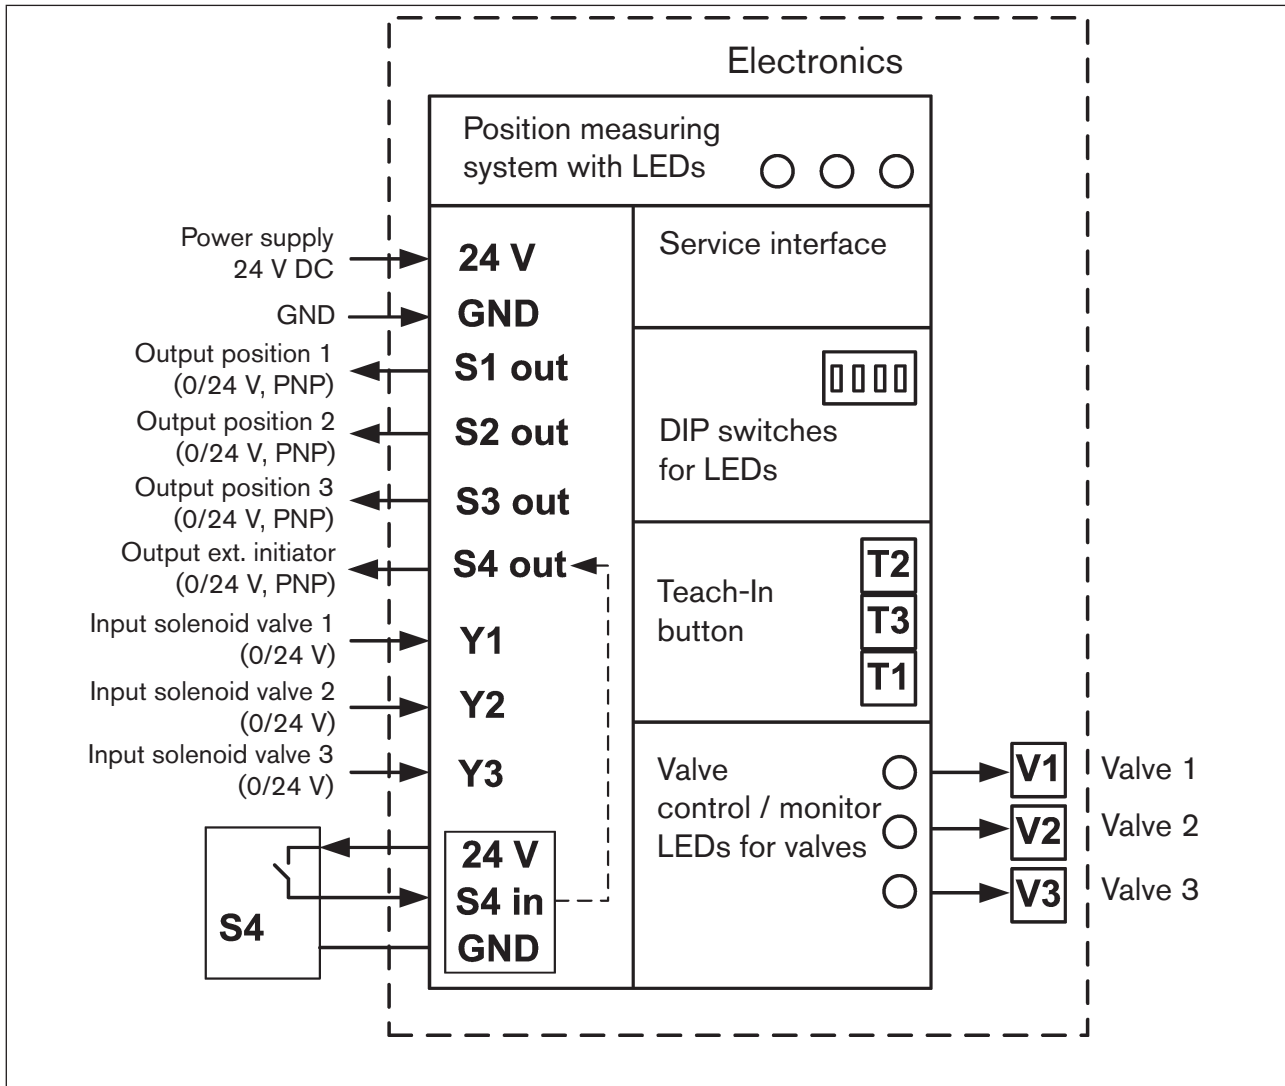 Electronics
Position measuring
system with LEDs
Power supply
24 V DC
24 V
Service interface
GND
GND
Output position 1
(0/24 V, PNP)
S1 out
Output position 2
(0/24 V, PNP)
S2 out
DIP switches
for LEDs
Output position 3
(0/24 V, PNP)
S3 out
Output ext. initiator
(0/24 V, PNP)
S4 out
Teach-In
button
T2
T3
T1
Input solenoid valve 1
(0/24 V)
Y1
Input solenoid valve 2
(0/24 V)
Y2
Input solenoid valve 3
(0/24 V)
Y3
Valve
control / monitor
LEDs for valves
V1
Valve 1
V2
Valve 2
V3
Valve 3
S4
24 V
S4 in
GND